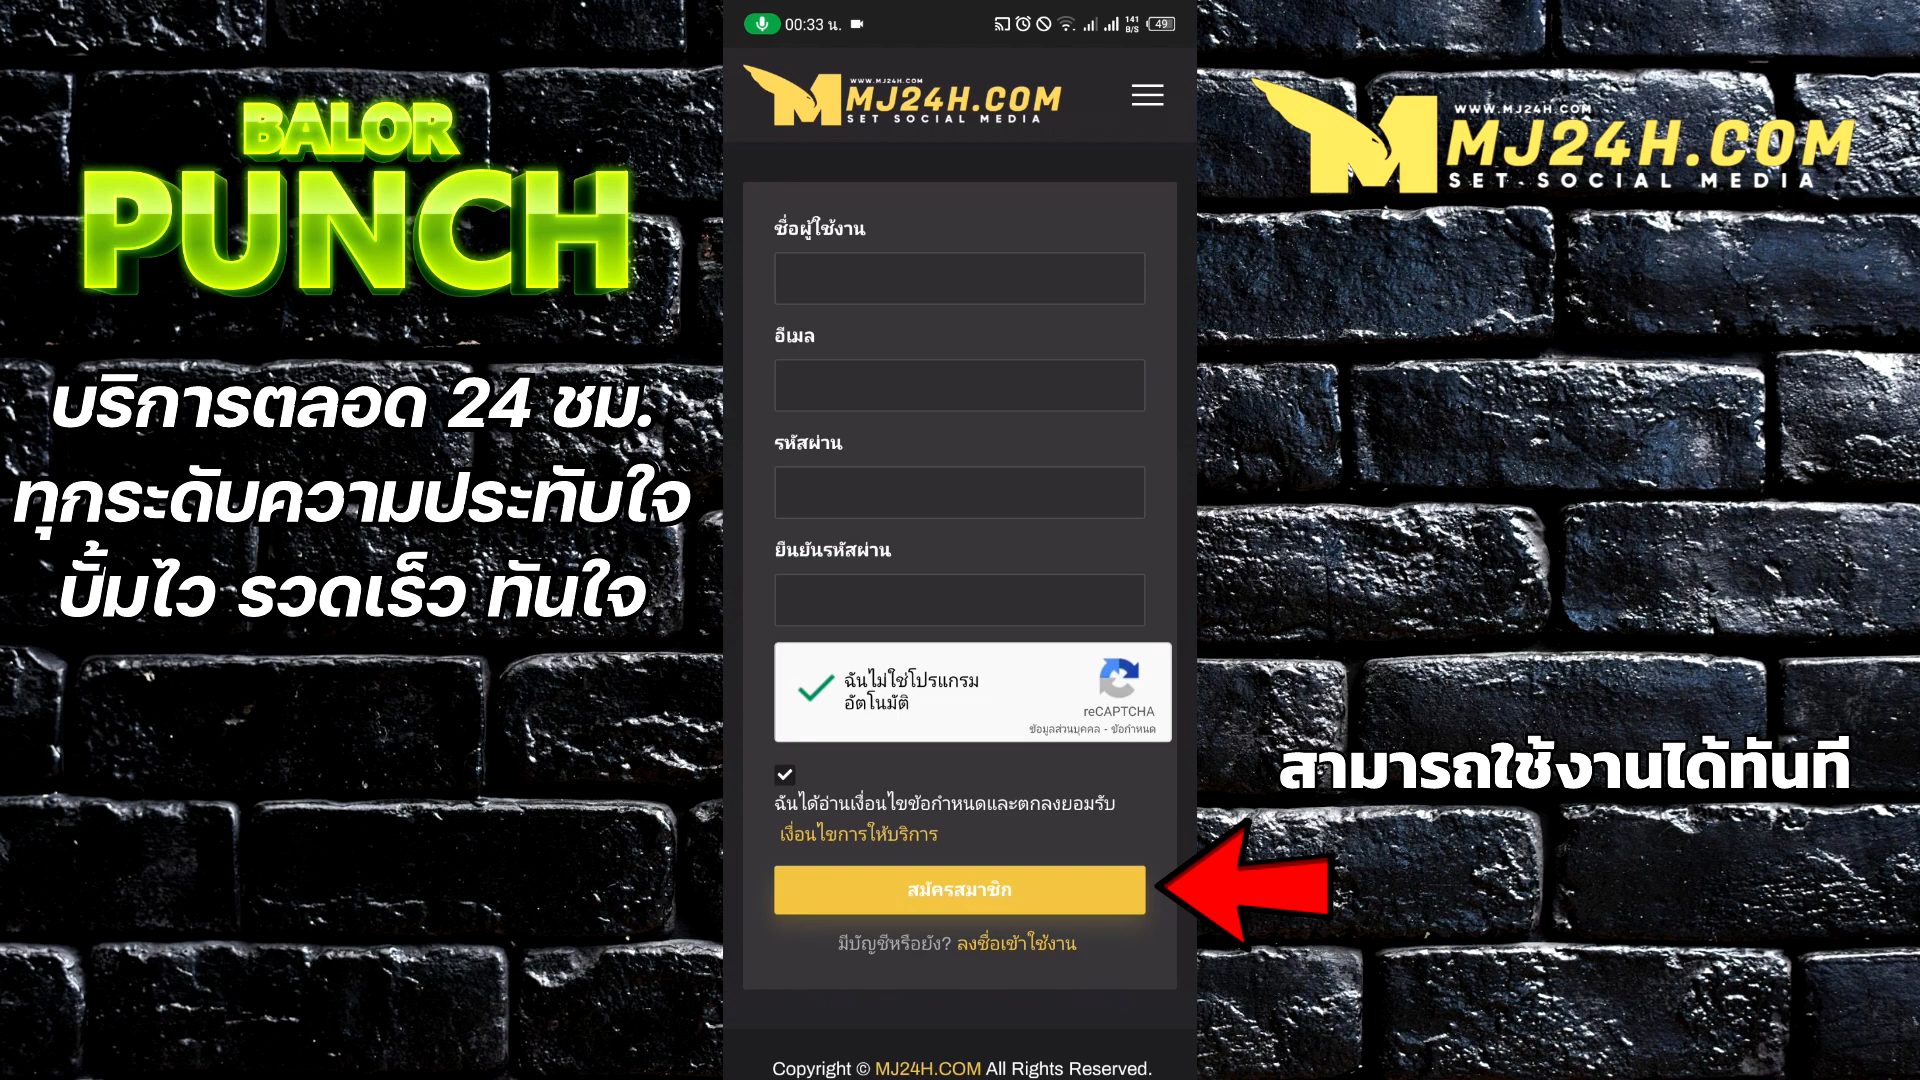 BALOR
PUNCH
บริการตลอด 24 ชม.
ทุกระดับความประทับใจ
ปั้มไว รวดเร็ว ทันใจ
00:33 น.
141
B/S
49
WWW.MJ24H.COM
MJ24H.COM
SET SOCIAL MEDIA
ชื่อผู้ใช้งาน
อีเมล
รหัสผ่าน
ยืนยันรหัสผ่าน
ฉันไม่ใช่โปรแกรม
อัตโนมัติ
reCAPTCHA
ข้อมูลส่วนบุคคล - ข้อกำหนด
ฉันได้อ่านเงื่อนไขข้อกำหนดและตกลงยอมรับ
เงื่อนไขการให้บริการ
สมัครสมาชิก
มีบัญชีหรือยัง? ลงชื่อเข้าใช้งาน
Copyright © MJ24H.COM All Rights Reserved.
WWW.MJ24H.COM
MJ24H.COM
SET SOCIAL MEDIA
สามารถใช้งานได้ทันที